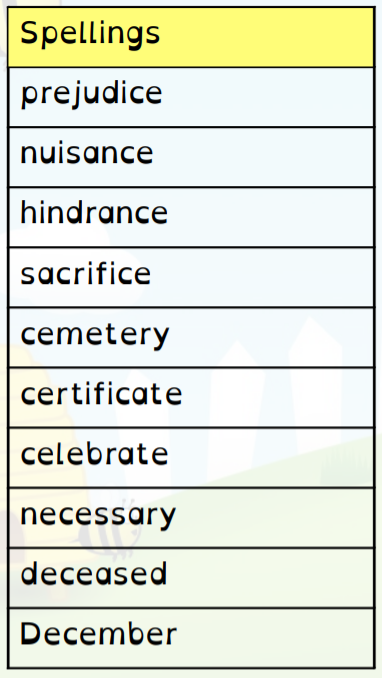 Spellings
prejudice
nuisance
hindrance
sacrifice
cemetery
certificate
celebrate
necessary
deceased
December